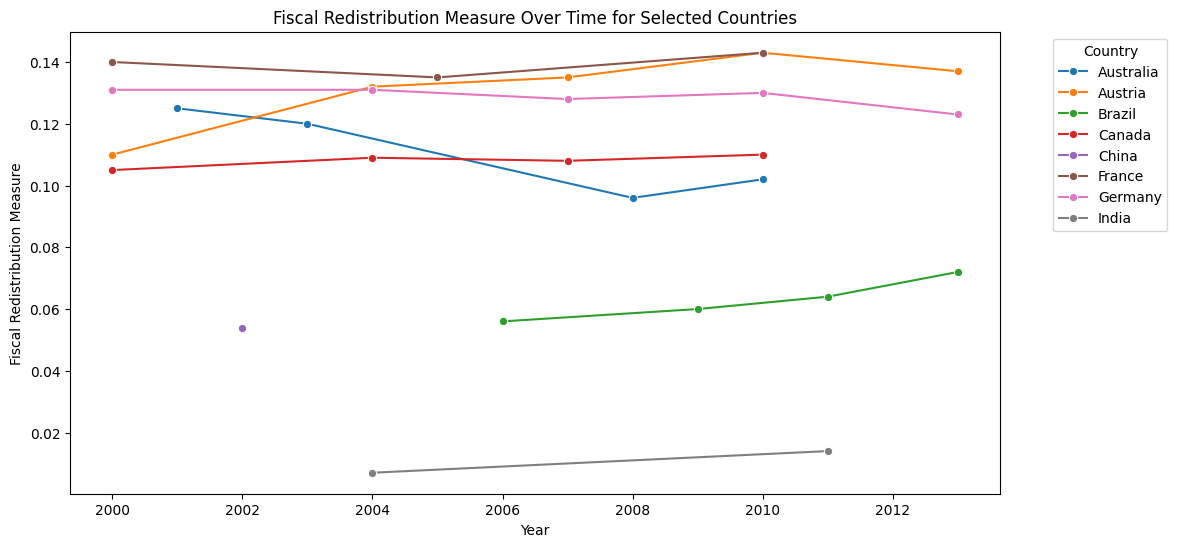 Fiscal Redistribution Measure Over Time for Selected Countries
Fiscal Redistribution Measure
0.14
0.12
0.10
0.08
0.06
0.04
0.02
2000 2002 2004 2006 2008 2010 2012
Year
Country
Australia
Austria
Brazil
Canada
China
France
Germany
India